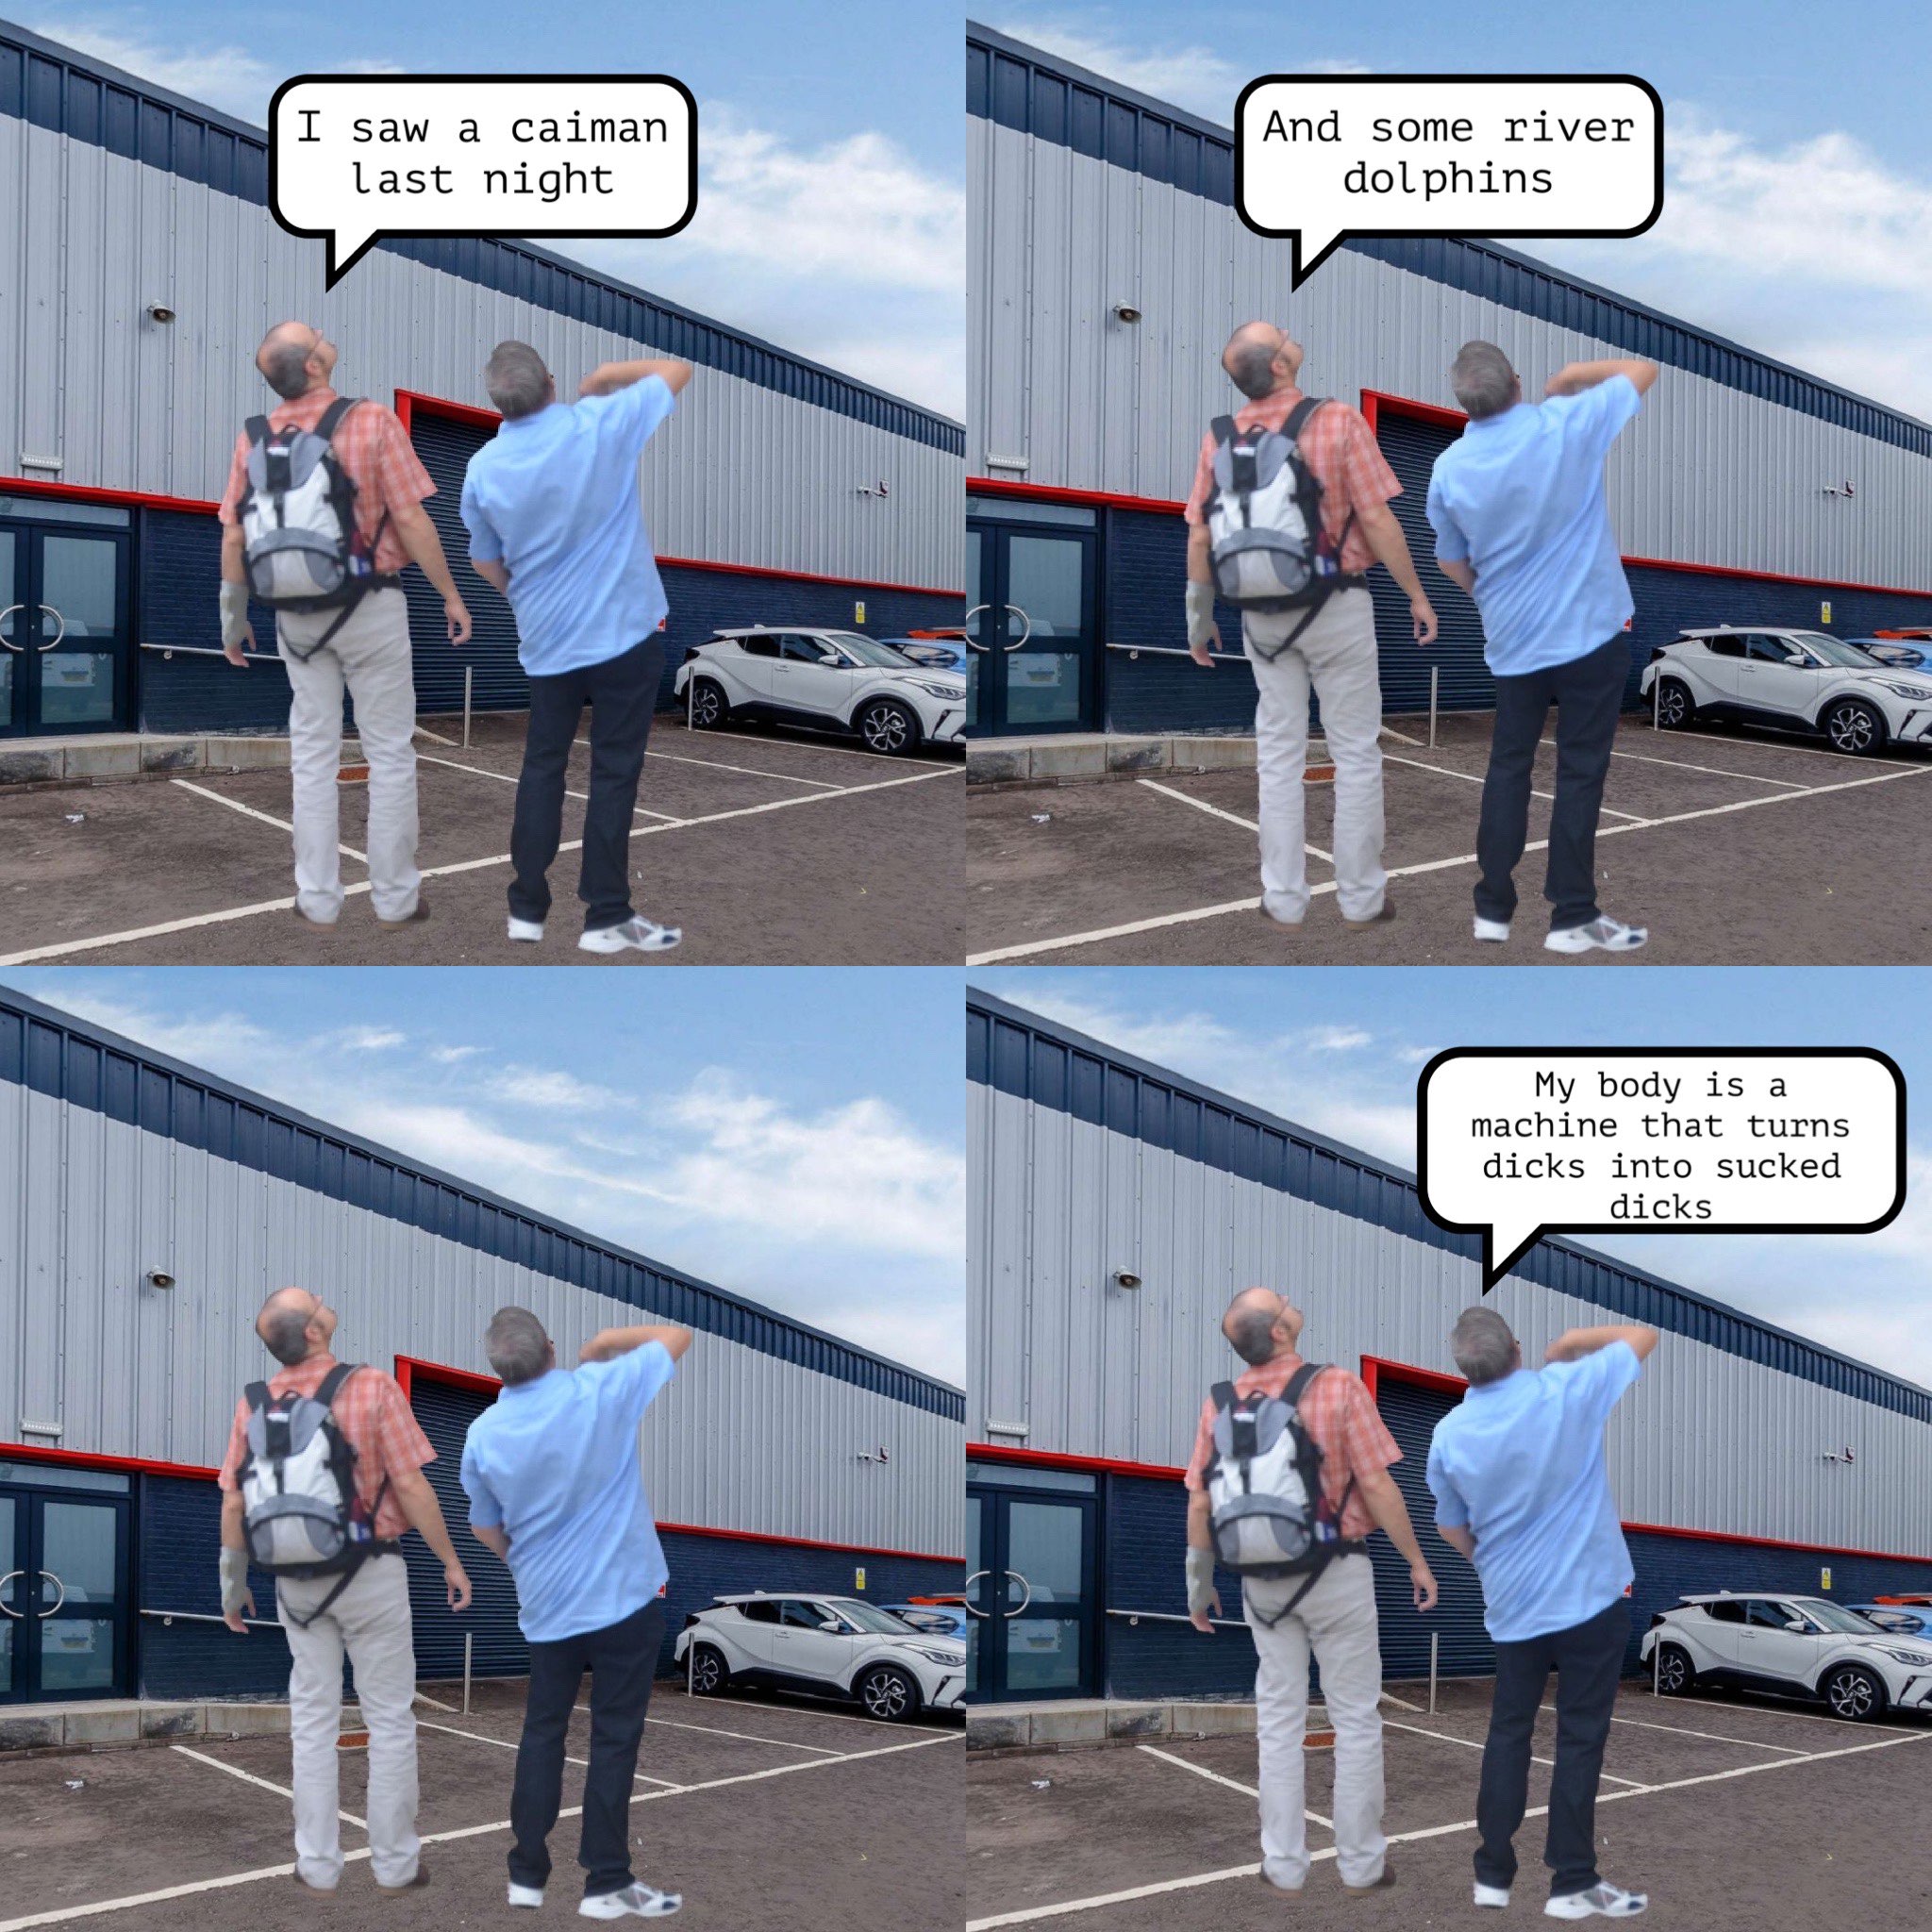 I saw a caiman
last night
And some river
dolphins
My body is a
machine that turns
dicks into sucked
dicks